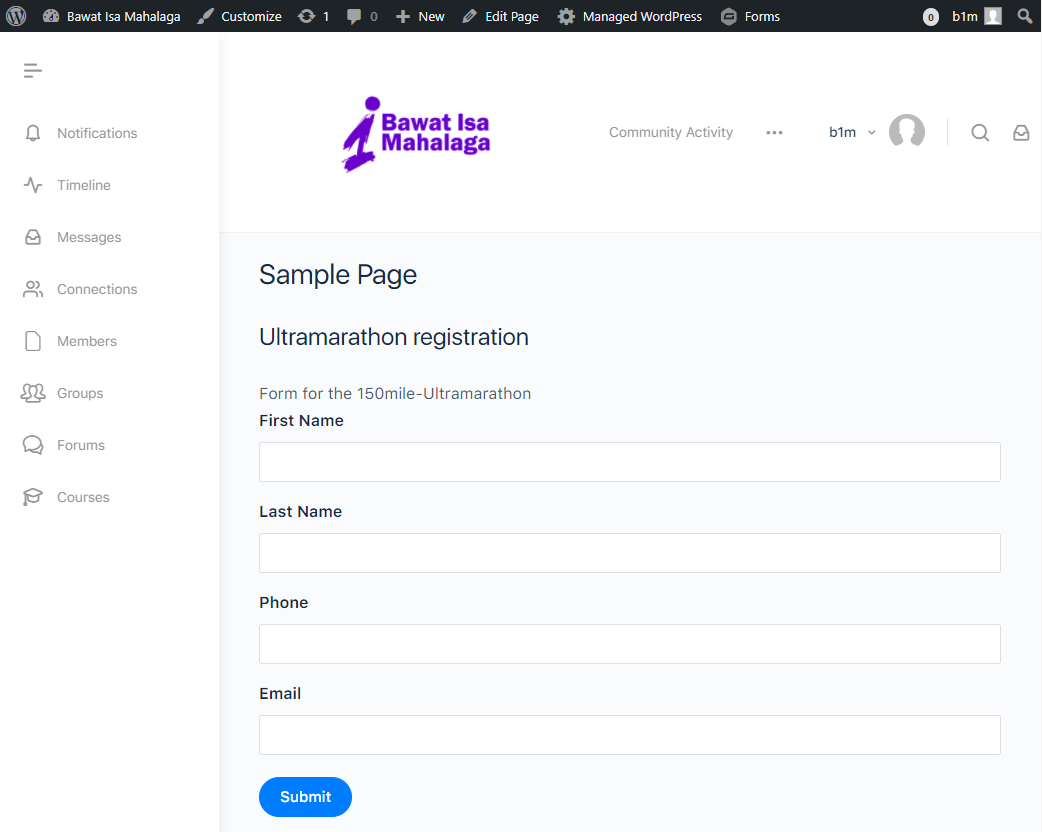 Bawat Isa Mahalaga Customize 1 0 New Edit Page Managed WordPress Forms 0 b1m
Bawat Isa
Mahalaga
Community Activity
b1m
Notifications
Timeline
Messages
Connections
Members
Groups
Forums
Courses
Sample Page
Ultramarathon registration
Form for the 150mile-Ultramarathon
First Name
Last Name
Phone
Email
Submit